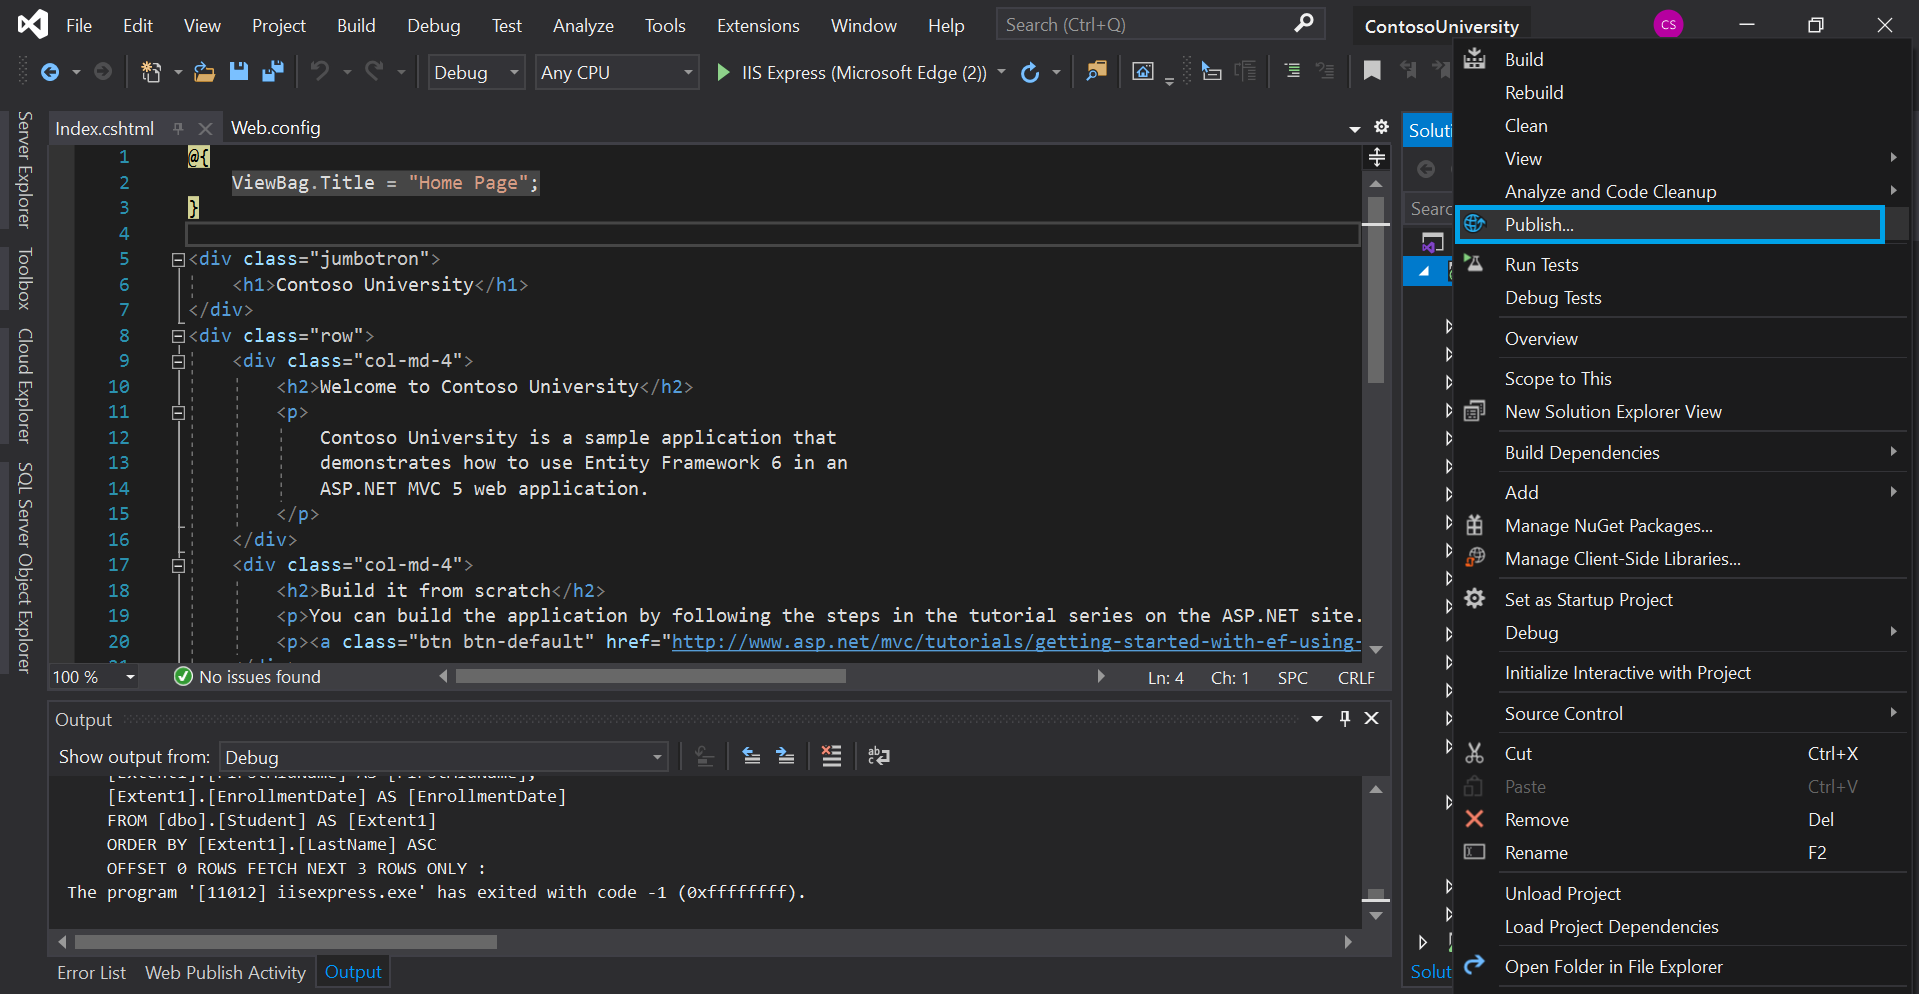 File Edit View Project Build Debug Test Analyze Tools Extensions Window Help Search (Ctrl+Q) ContosoUniversity CS
Debug Any CPU IIS Express (Microsoft Edge (2))
Server Explorer
Toolbox
Cloud Explorer
SQL Server Object Explorer
Index.cshtml Web.config
1 @{
2 ViewBag.Title = "Home Page";
3 }
4
5 <div class="jumbotron">
6 <h1>Contoso University</h1>
7 </div>
8 <div class="row">
9 <div class="col-md-4">
10 <h2>Welcome to Contoso University</h2>
11 <p>
12 Contoso University is a sample application that
13 demonstrates how to use Entity Framework 6 in an
14 ASP.NET MVC 5 web application.
15 </p>
16 </div>
17 <div class="col-md-4">
18 <h2>Build it from scratch</h2>
19 <p>You can build the application by following the steps in the tutorial series on the ASP.NET site.
20 <p><a class="btn btn-default" href="http://www.asp.net/mvc/tutorials/getting-started-with-ef-using-
100 % No issues found Ln: 4 Ch: 1 SPC CRLF
Output
Show output from: Debug
[Extent1].[FirstMidName] AS [FirstMidName],
[Extent1].[EnrollmentDate] AS [EnrollmentDate]
FROM [dbo].[Student] AS [Extent1]
ORDER BY [Extent1].[LastName] ASC
OFFSET 0 ROWS FETCH NEXT 3 ROWS ONLY :
The program '[11012] iisexpress.exe' has exited with code -1 (0xffffffff).
Error List Web Publish Activity Output
Soluti
Searc
Solut
Build
Rebuild
Clean
View
Analyze and Code Cleanup
Publish...
Run Tests
Debug Tests
Overview
Scope to This
New Solution Explorer View
Build Dependencies
Add
Manage NuGet Packages...
Manage Client-Side Libraries...
Set as Startup Project
Debug
Initialize Interactive with Project
Source Control
Cut Ctrl+X
Paste Ctrl+V
Remove Del
Rename F2
Unload Project
Load Project Dependencies
Open Folder in File Explorer